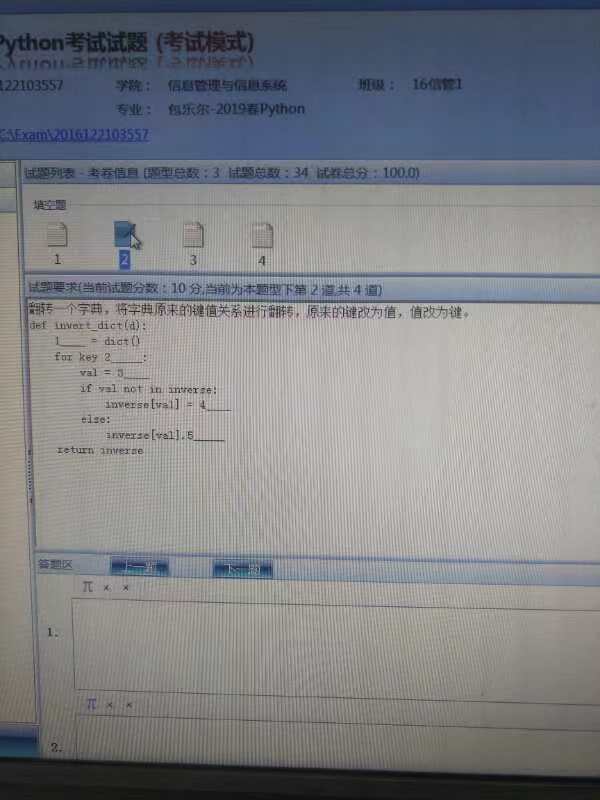 Python考试试题 (考试模式)
122103557 学院： 信息管理与信息系统 班级： 16信管1
专业： 包乐尔-2019春Python
C:\Exam\2016122103557
试题列表 - 考卷信息 (题型总数：3 试题总数：34 试卷总分：100.0)
填空题
1 2 3 4
试题要求(当前试题分数：10 分,当前为本题型下第 2 道,共 4 道)
翻转一个字典，将字典原来的键值关系进行翻转，原来的键改为值，值改为键。
def invert_dict(d):
1____ = dict()
for key 2_____:
val = 3____
if val not in inverse:
inverse[val] = 4____
else:
inverse[val].5_____
return inverse
答题区 上一题 下一题
π × ×
1.
π × ×
2.